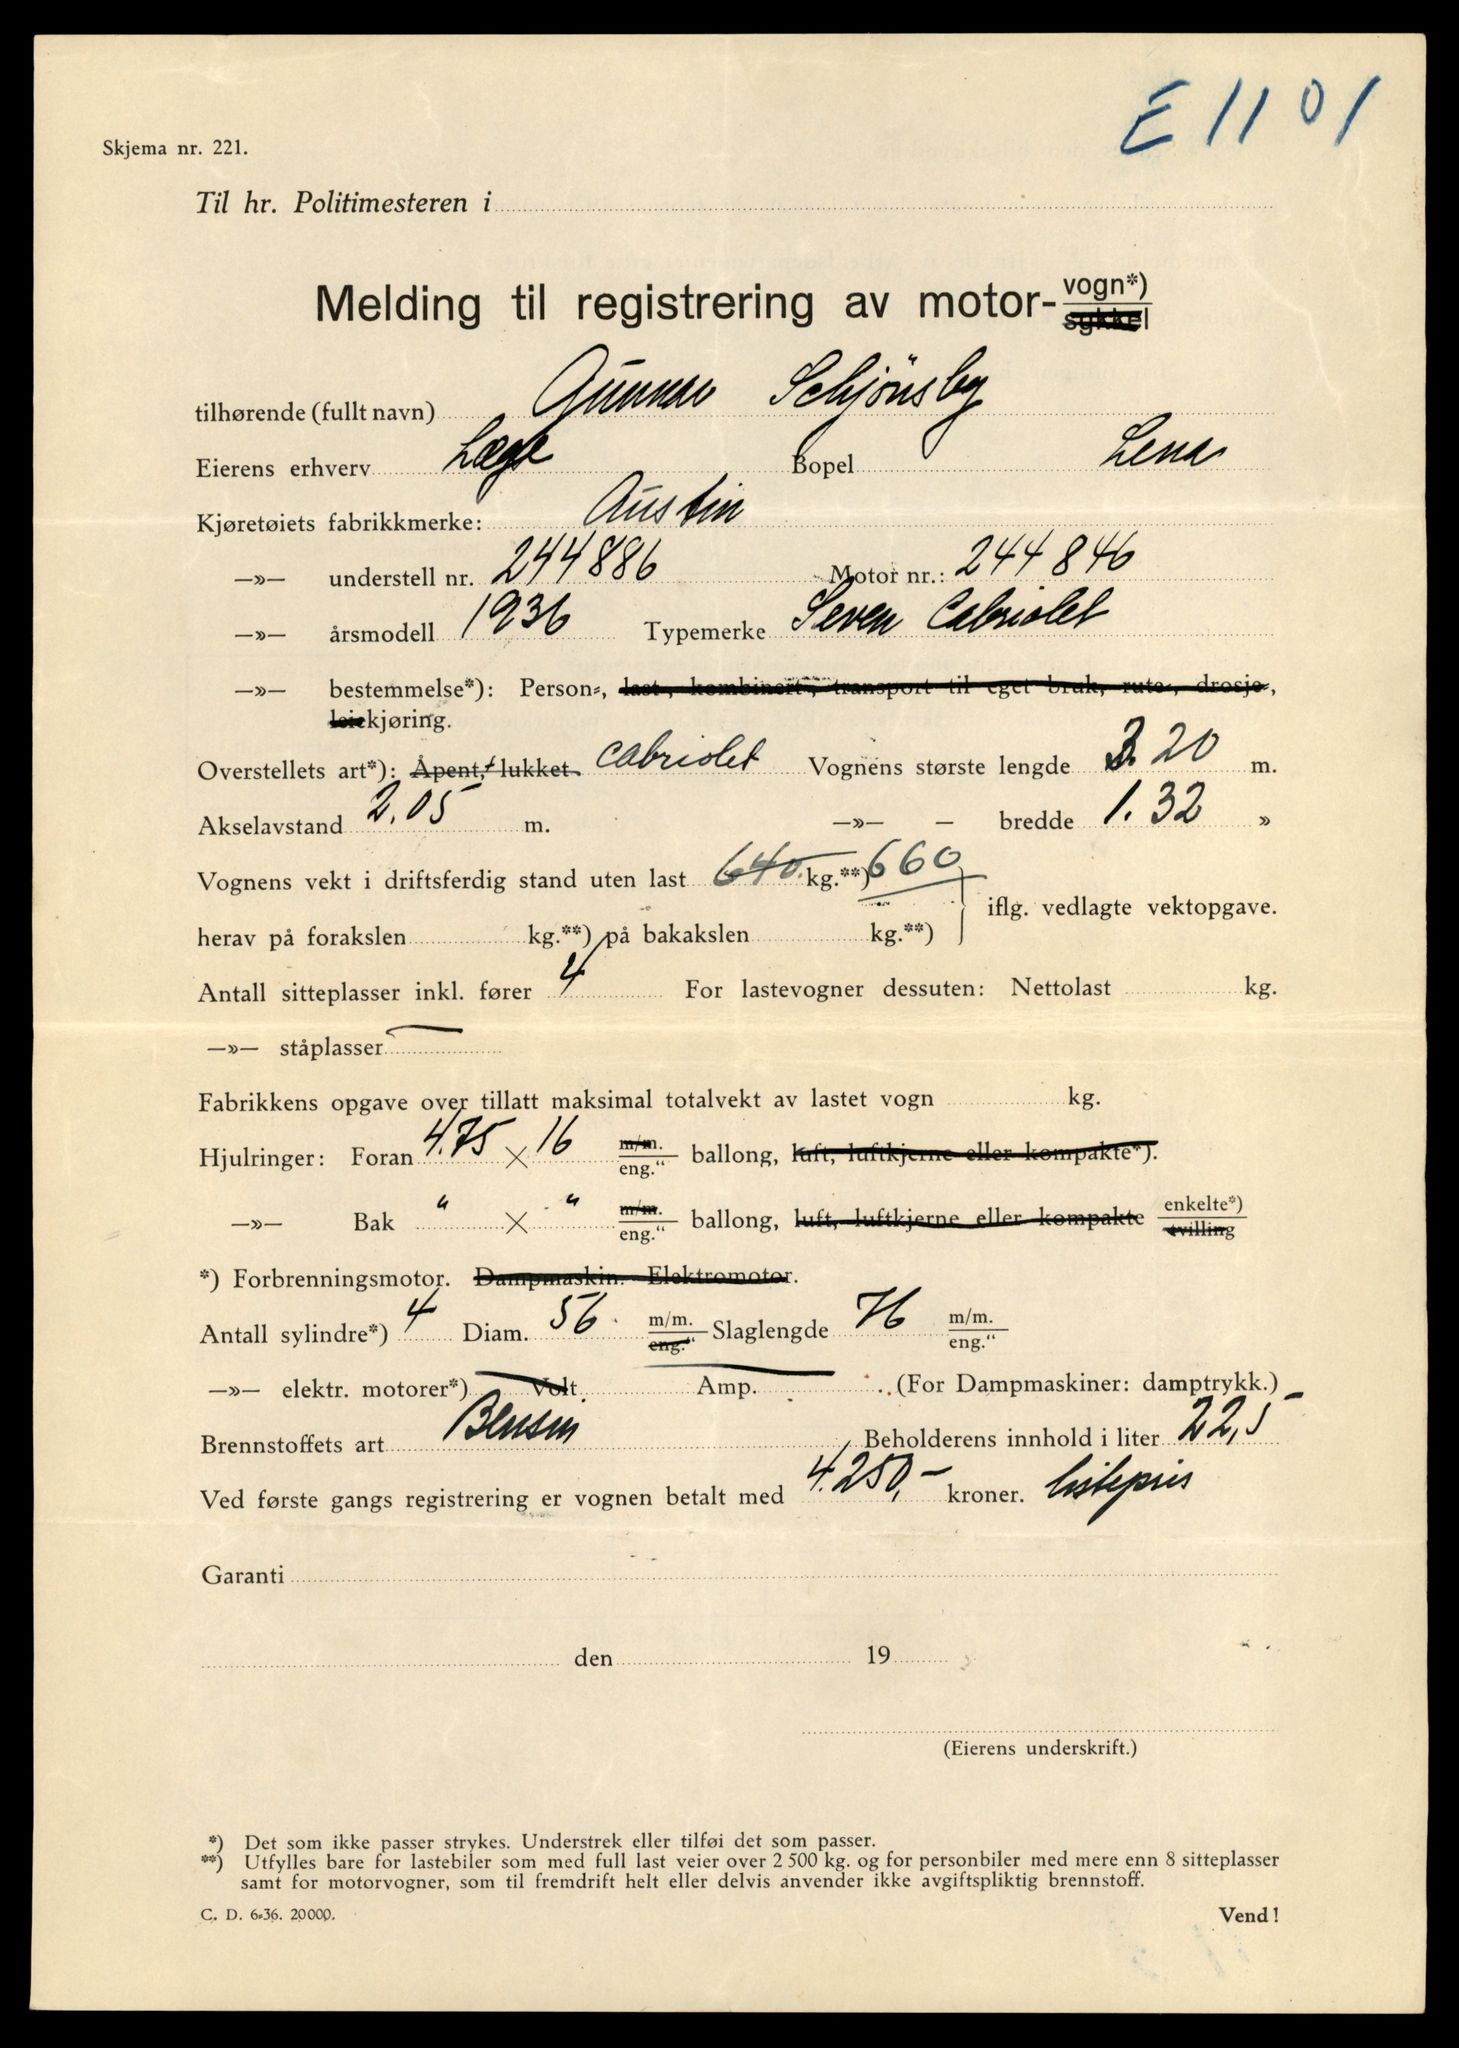 E 1101
Skjema nr. 221.
Til hr. Politimesteren i
Melding til registrering av motor-vogn*)
sykkel
tilhørende (fullt navn) Gunnar Schjönsby
Eierens erhverv Læge Bopel Lena
Kjøretøiets fabrikkmerke: Austin
—»— understell nr. 244886 Motor nr.: 244846
—»— årsmodell 1936 Typemerke Seven Cabriolet
—»— bestemmelse*): Person-, last-, kombinert-, transport til eget bruk, rute-, drosje-,
leiekjøring.
Overstellets art*): Åpent, lukket. Cabriolet Vognens største lengde 3.20 m.
Akselavstand 2.05 m. —»— — bredde 1.32 »
Vognens vekt i driftsferdig stand uten last 640. kg.**) 660
iflg. vedlagte vektopgave.
herav på forakslen kg.**) på bakakslen kg.**)
Antall sitteplasser inkl. fører 4 For lastevogner dessuten: Nettolast kg.
—»— ståplasser —
Fabrikkens opgave over tillatt maksimal totalvekt av lastet vogn kg.
Hjulringer: Foran 4.75 × 16 m/m. eng." ballong, luft, luftkjerne eller kompakte*).
—»— Bak " × " m/m. eng." ballong, luft, luftkjerne eller kompakte enkelte*) tvilling
*) Forbrenningsmotor. Dampmaskin. Elektromotor.
Antall sylindre*) 4 Diam. 56 m/m. eng." Slaglengde 76 m/m. eng."
—»— elektr. motorer*) Volt. Amp. (For Dampmaskiner: damptrykk.)
Brennstoffets art Bensin Beholderens innhold i liter 22,5
Ved første gangs registrering er vognen betalt med 4.250,- kroner. listepris
Garanti
den 19
(Eierens underskrift.)
*) Det som ikke passer strykes. Understrek eller tilføi det som passer.
**) Utfylles bare for lastebiler som med full last veier over 2 500 kg. og for personbiler med mere enn 8 sitteplasser
samt for motorvogner, som til fremdrift helt eller delvis anvender ikke avgiftspliktig brennstoff.
C. D. 6-36. 20000.
Vend!